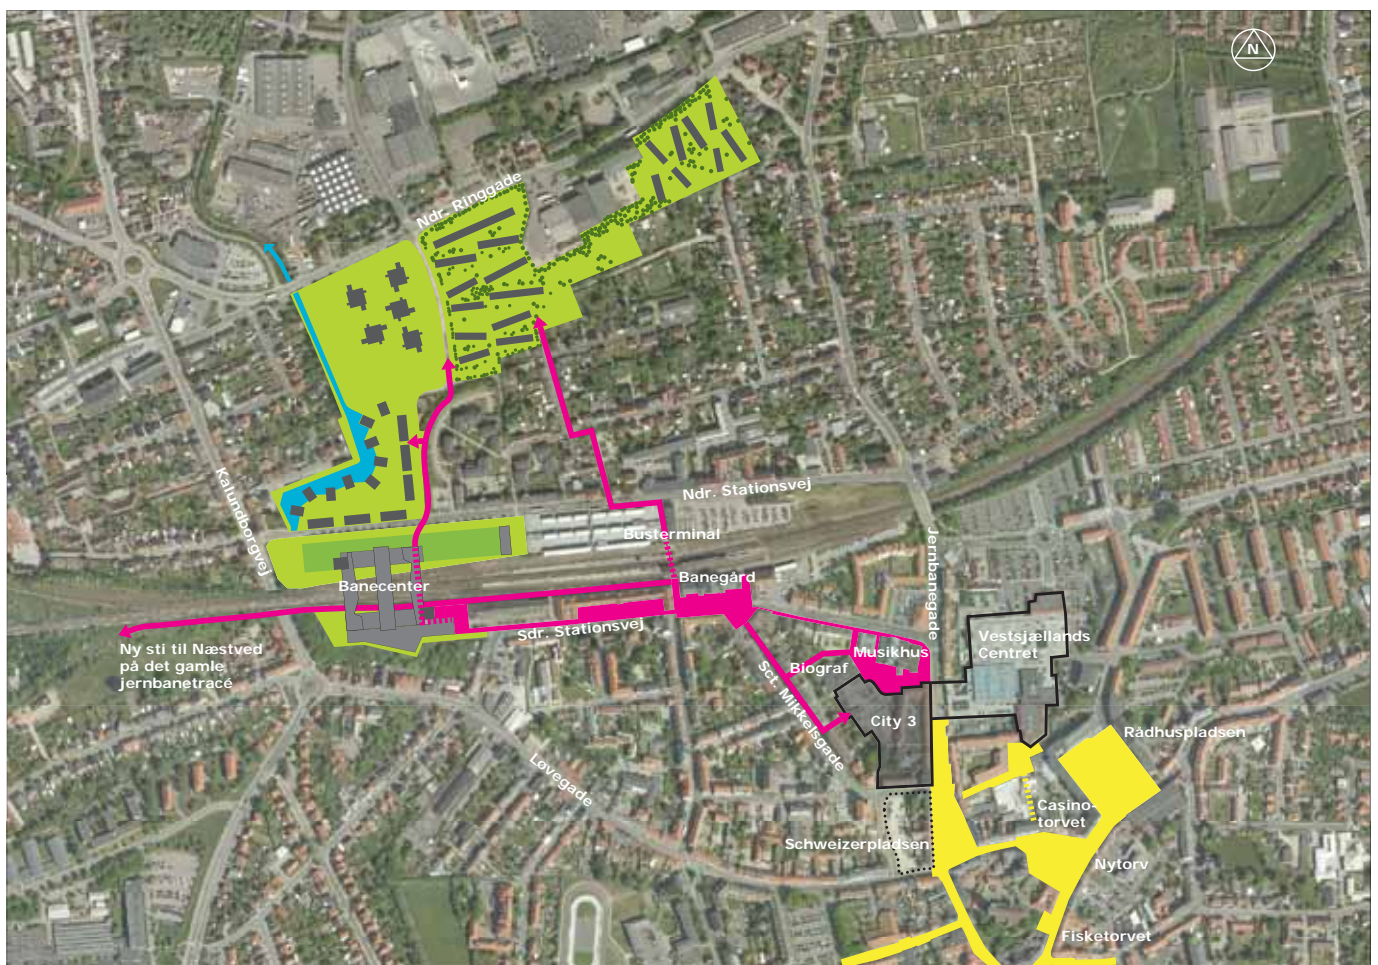 N
Ndr. Ringgade
Kalundborgvej
Ndr. Stationsvej
Busterminal
Jernbanegade
Banegård
Banecenter
Sdr. Stationsvej
Ny sti til Næstved
på det gamle
jernbanetracé
Vestsjællands
Centret
Musikhus
Biograf
Sct. Mikkelsgade
City 3
Rådhuspladsen
Løvegade
Casino-
torvet
Schweizerpladsen
Nytorv
Fisketorvet